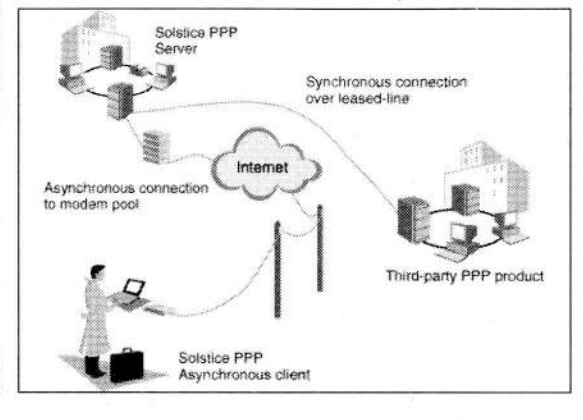 Solstice PPP
Server
Synchronous connection
over leased-line
Internet
Asynchronous connection
to modem pool
Third-party PPP product
Solstice PPP
Asynchronous client